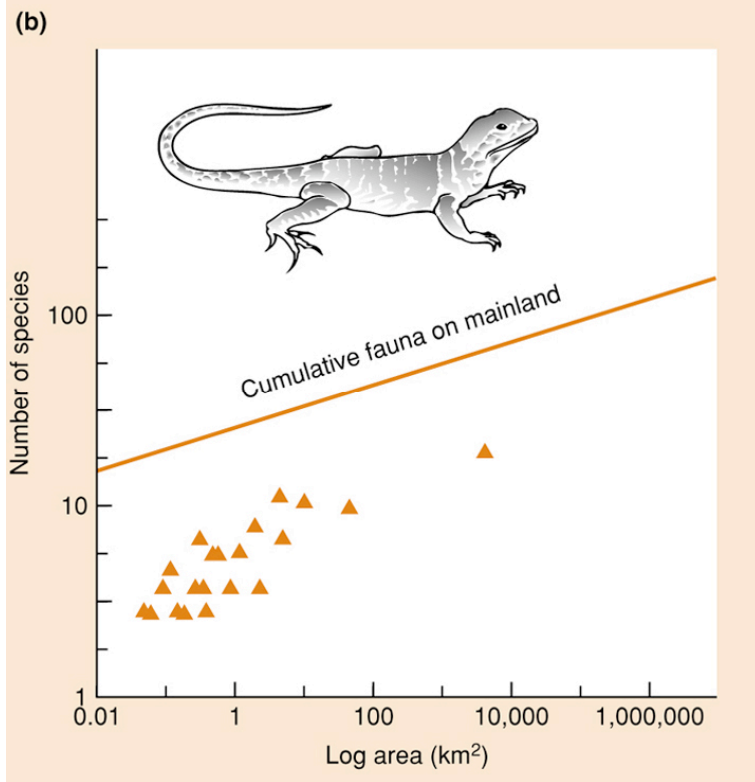 (b)
Number of species
100
10
1
Cumulative fauna on mainland
0.01
1
100
10,000
1,000,000
Log area (km²)